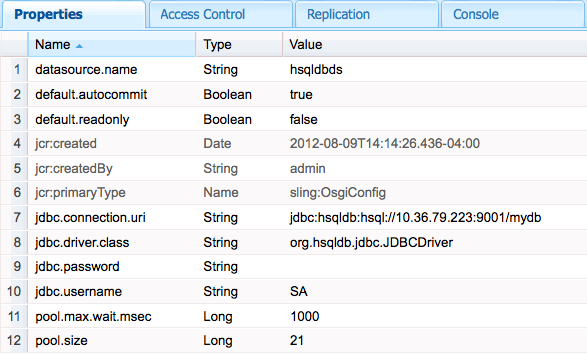 Properties Access Control Replication Console
Name Type Value
1 datasource.name String hsqldbds
2 default.autocommit Boolean true
3 default.readonly Boolean false
4 jcr:created Date 2012-08-09T14:14:26.436-04:00
5 jcr:createdBy String admin
6 jcr:primaryType Name sling:OsgiConfig
7 jdbc.connection.uri String jdbc:hsqldb:hsql://10.36.79.223:9001/mydb
8 jdbc.driver.class String org.hsqldb.jdbc.JDBCDriver
9 jdbc.password String
10 jdbc.username String SA
11 pool.max.wait.msec Long 1000
12 pool.size Long 21